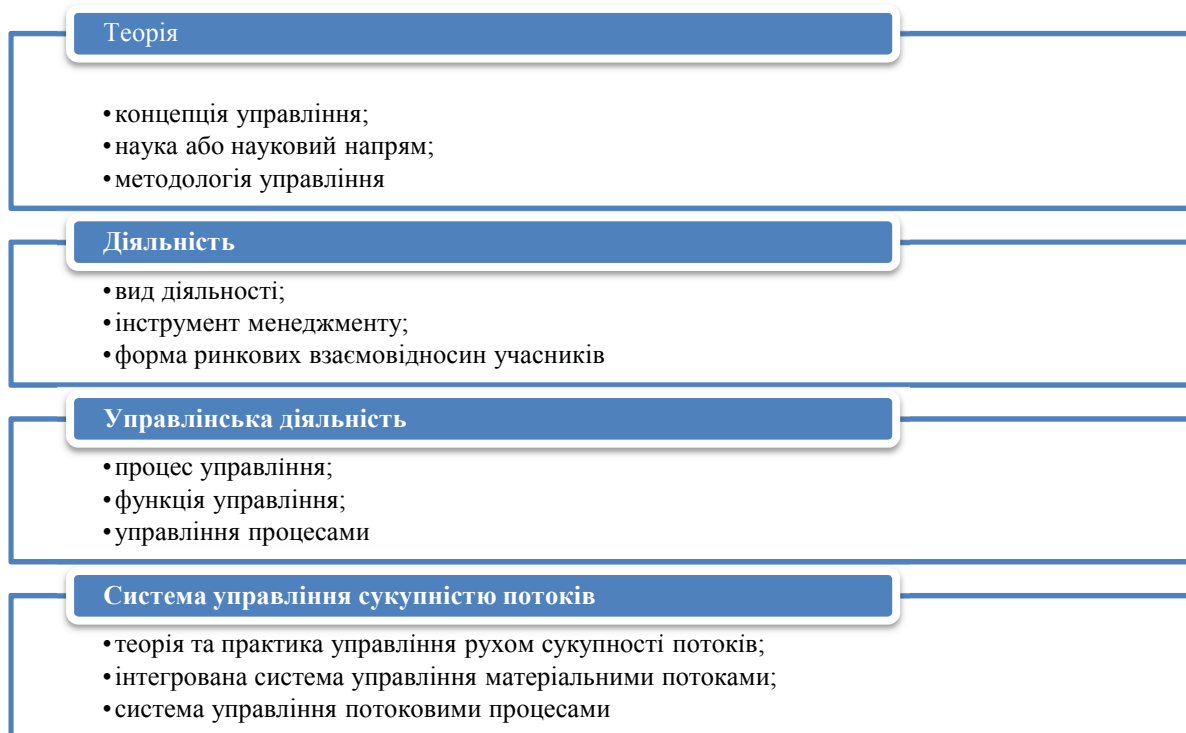 Теорія
•концепція управління;
•наука або науковий напрям;
•методологія управління
Діяльність
•вид діяльності;
•інструмент менеджменту;
•форма ринкових взаємовідносин учасників
Управлінська діяльність
•процес управління;
•функція управління;
•управління процесами
Система управління сукупністю потоків
•теорія та практика управління рухом сукупності потоків;
•інтегрована система управління матеріальними потоками;
•система управління потоковими процесами